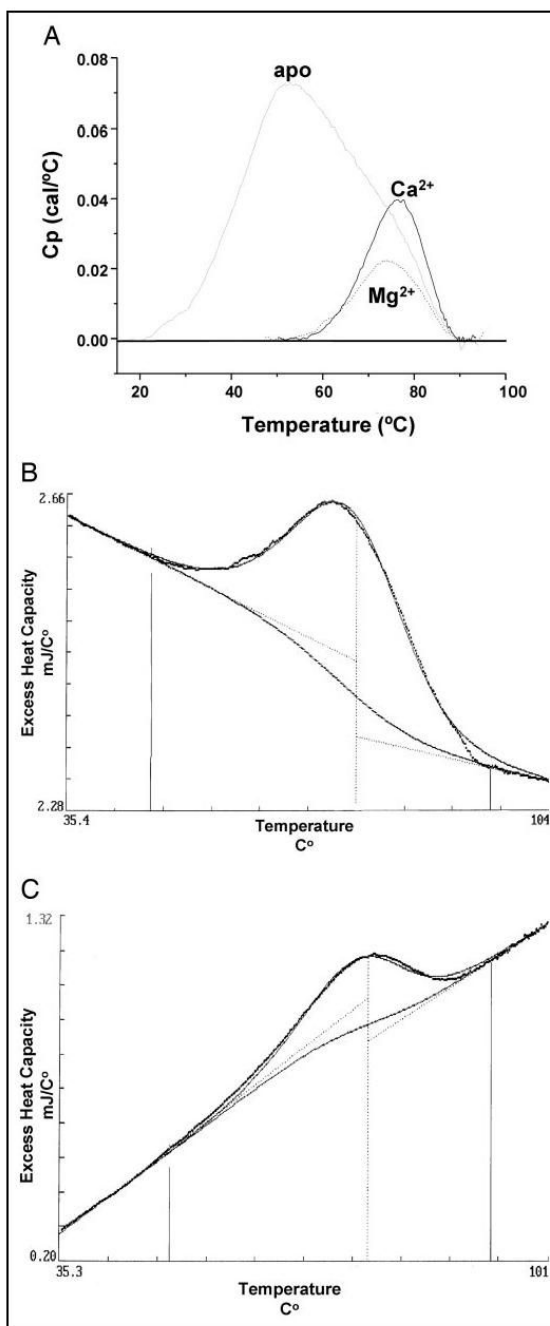 A
0.08
apo
0.06
Cp (cal/ºC)
0.04
Ca²⁺
0.02
Mg²⁺
0.00
20 40 60 80 100
Temperature (ºC)
B
2.66
Excess Heat Capacity
mJ/Cº
2.28
35.4 Temperature 104
Cº
C
1.32
Excess Heat Capacity
mJ/Cº
0.20
35.3 101
Temperature
Cº